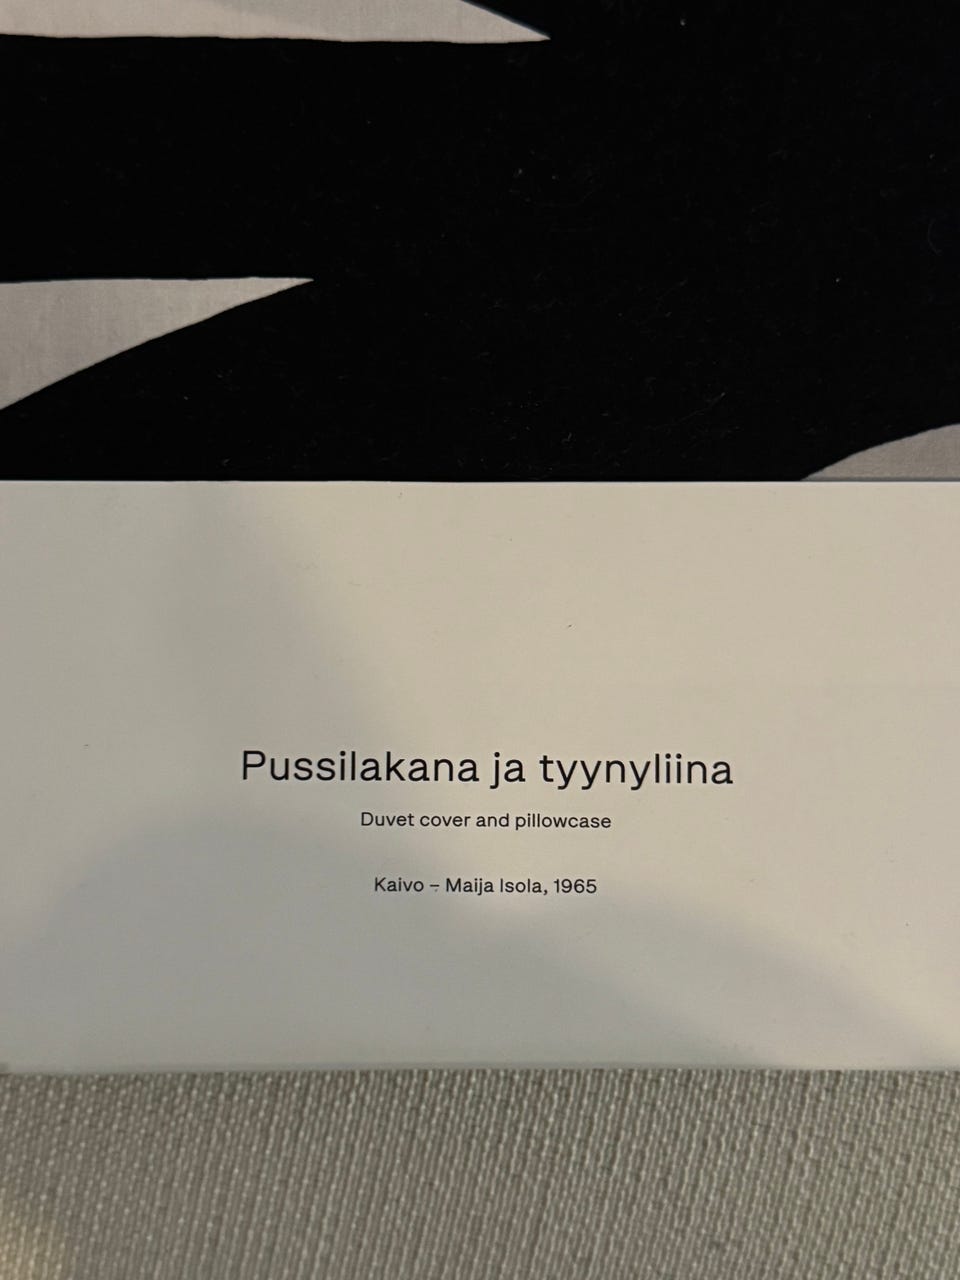 Pussilakana ja tyynyliina
Duvet cover and pillowcase
Kaivo – Maija Isola, 1965